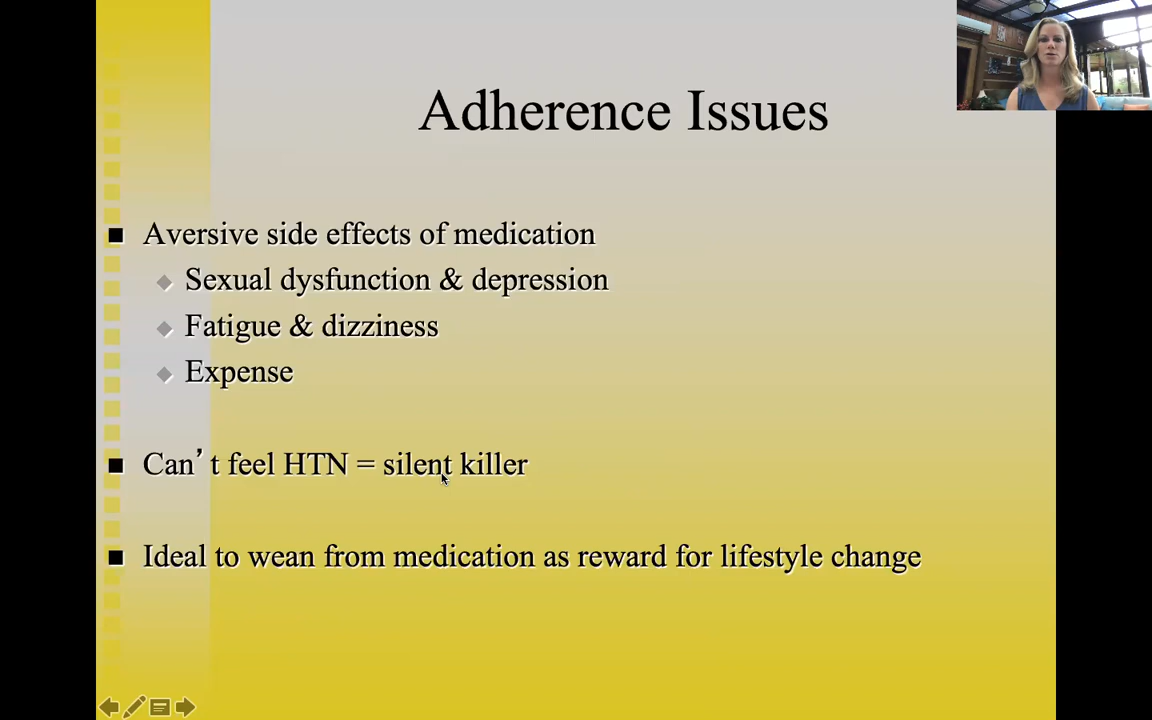 Adherence Issues
Aversive side effects of medication
Sexual dysfunction & depression
Fatigue & dizziness
Expense
Can’t feel HTN = silent killer
Ideal to wean from medication as reward for lifestyle change